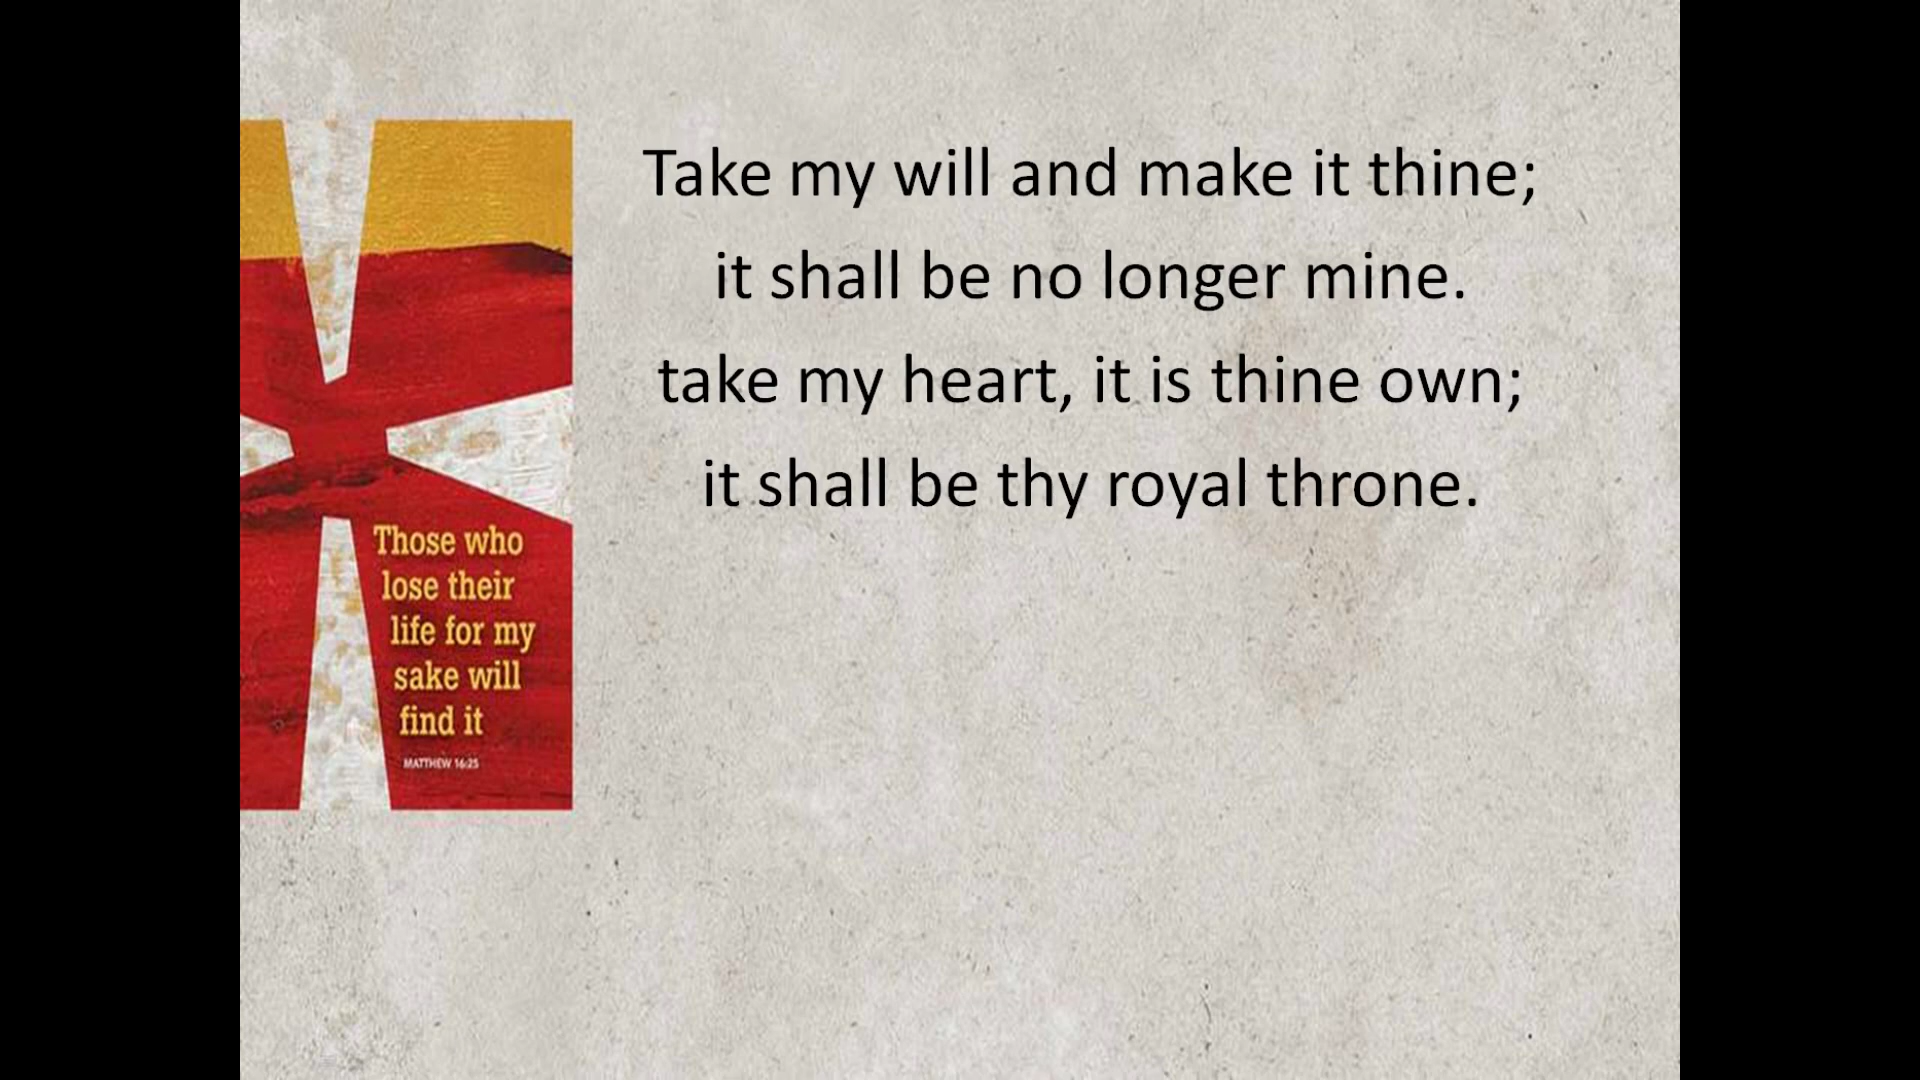 Take my will and make it thine;
it shall be no longer mine.
take my heart, it is thine own;
it shall be thy royal throne.
Those who
lose their
life for my
sake will
find it
MATTHEW 16:25